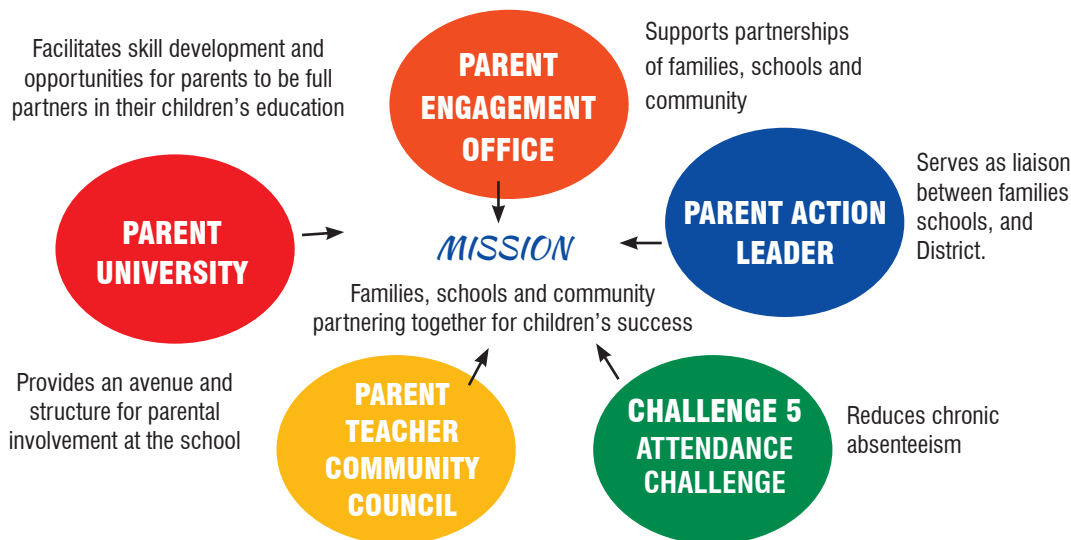 Facilitates skill development and
opportunities for parents to be full
partners in their children’s education
PARENT
ENGAGEMENT
OFFICE
Supports partnerships
of families, schools and
community
PARENT
UNIVERSITY
MISSION
Families, schools and community
partnering together for children’s success
PARENT ACTION
LEADER
Serves as liaison
between families
schools, and
District.
Provides an avenue and
structure for parental
involvement at the school
PARENT
TEACHER
COMMUNITY
COUNCIL
CHALLENGE 5
ATTENDANCE
CHALLENGE
Reduces chronic
absenteeism